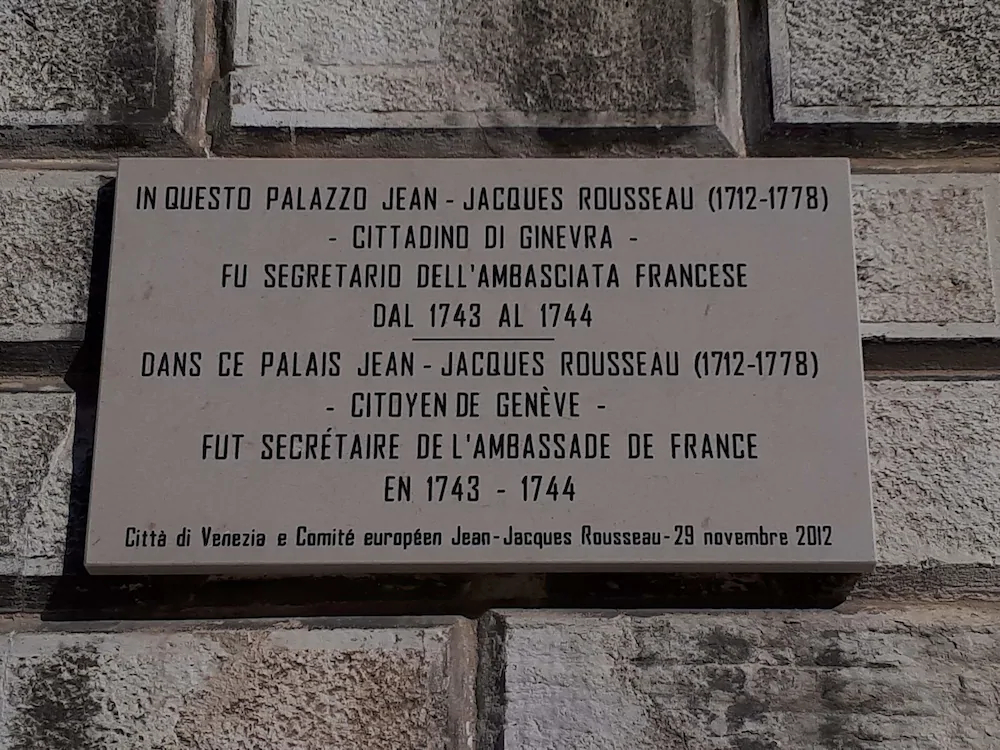 IN QUESTO PALAZZO JEAN - JACQUES ROUSSEAU (1712-1778)
- CITTADINO DI GINEVRA -
FU SEGRETARIO DELL'AMBASCIATA FRANCESE
DAL 1743 AL 1744
DANS CE PALAIS JEAN - JACQUES ROUSSEAU (1712-1778)
- CITOYEN DE GENÈVE -
FUT SECRÉTAIRE DE L'AMBASSADE DE FRANCE
EN 1743 - 1744
Città di Venezia e Comité européen Jean-Jacques Rousseau - 29 novembre 2012